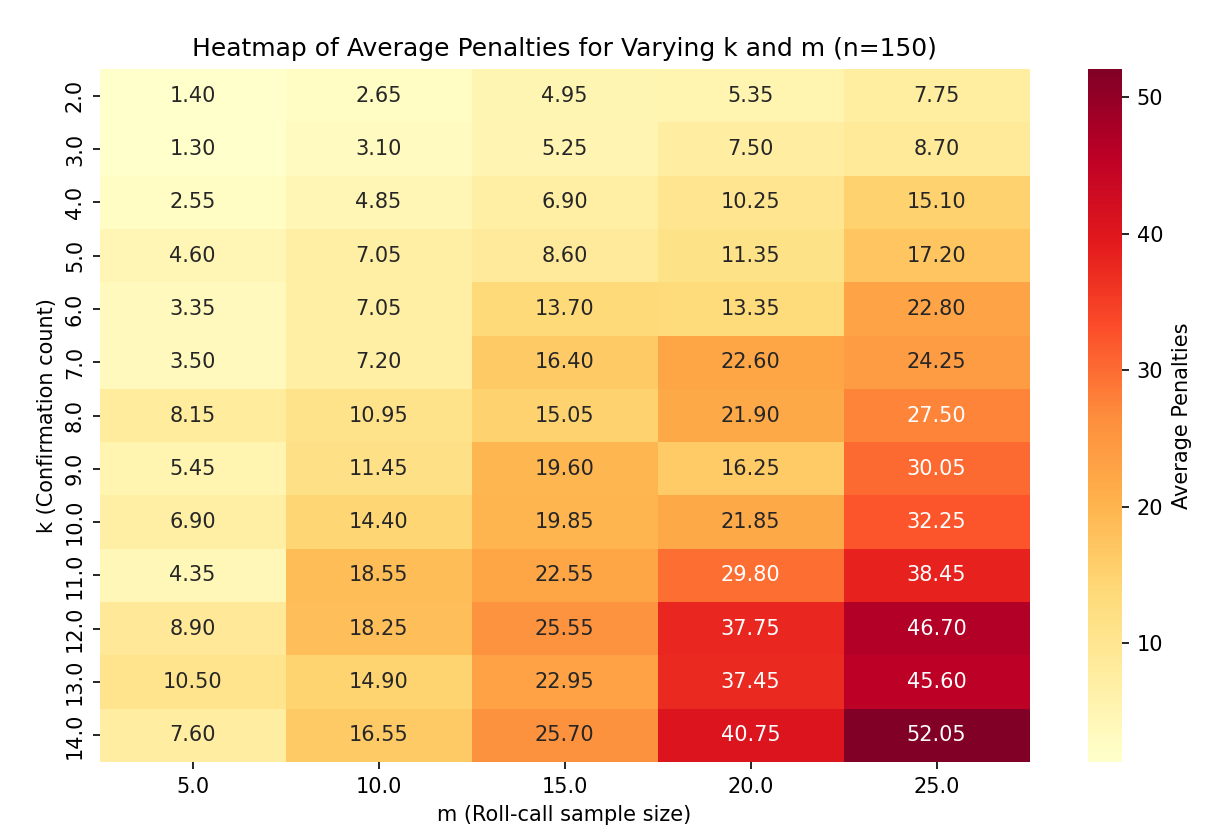 Heatmap of Average Penalties for Varying k and m (n=150)
k (Confirmation count)
2.0 1.40 2.65 4.95 5.35 7.75
3.0 1.30 3.10 5.25 7.50 8.70
4.0 2.55 4.85 6.90 10.25 15.10
5.0 4.60 7.05 8.60 11.35 17.20
6.0 3.35 7.05 13.70 13.35 22.80
7.0 3.50 7.20 16.40 22.60 24.25
8.0 8.15 10.95 15.05 21.90 27.50
9.0 5.45 11.45 19.60 16.25 30.05
10.0 6.90 14.40 19.85 21.85 32.25
11.0 4.35 18.55 22.55 29.80 38.45
12.0 8.90 18.25 25.55 37.75 46.70
13.0 10.50 14.90 22.95 37.45 45.60
14.0 7.60 16.55 25.70 40.75 52.05
5.0 10.0 15.0 20.0 25.0
m (Roll-call sample size)
50
40
30
20
10
Average Penalties